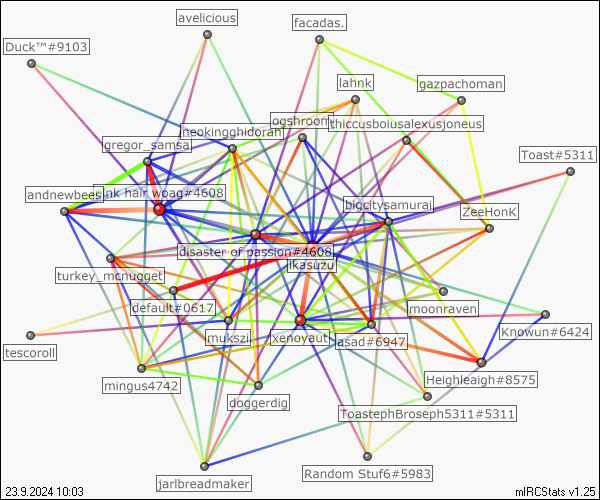 avelicious
facadas.
Duck™#9103
lahnk
gazpachoman
ogshroom
thiccusboiusalexusjoneus
neokingghidorah
gregor_samsa
Toast#5311
andnewbees
ink hair woag#4608
bigcitysamurai
ZeeHonK
disaster of passion#4608
ikasuzu
turkey_mcnugget
default#0617
moonraven
mukszi
xenoyaut
asad#6947
Knowun#6424
tescoroll
mingus4742
Heighleaigh#8575
doggerdig
ToastephBroseph5311#5311
Random Stuf6#5983
jarlbreadmaker
23.9.2024 10:03
mIRCStats v1.25